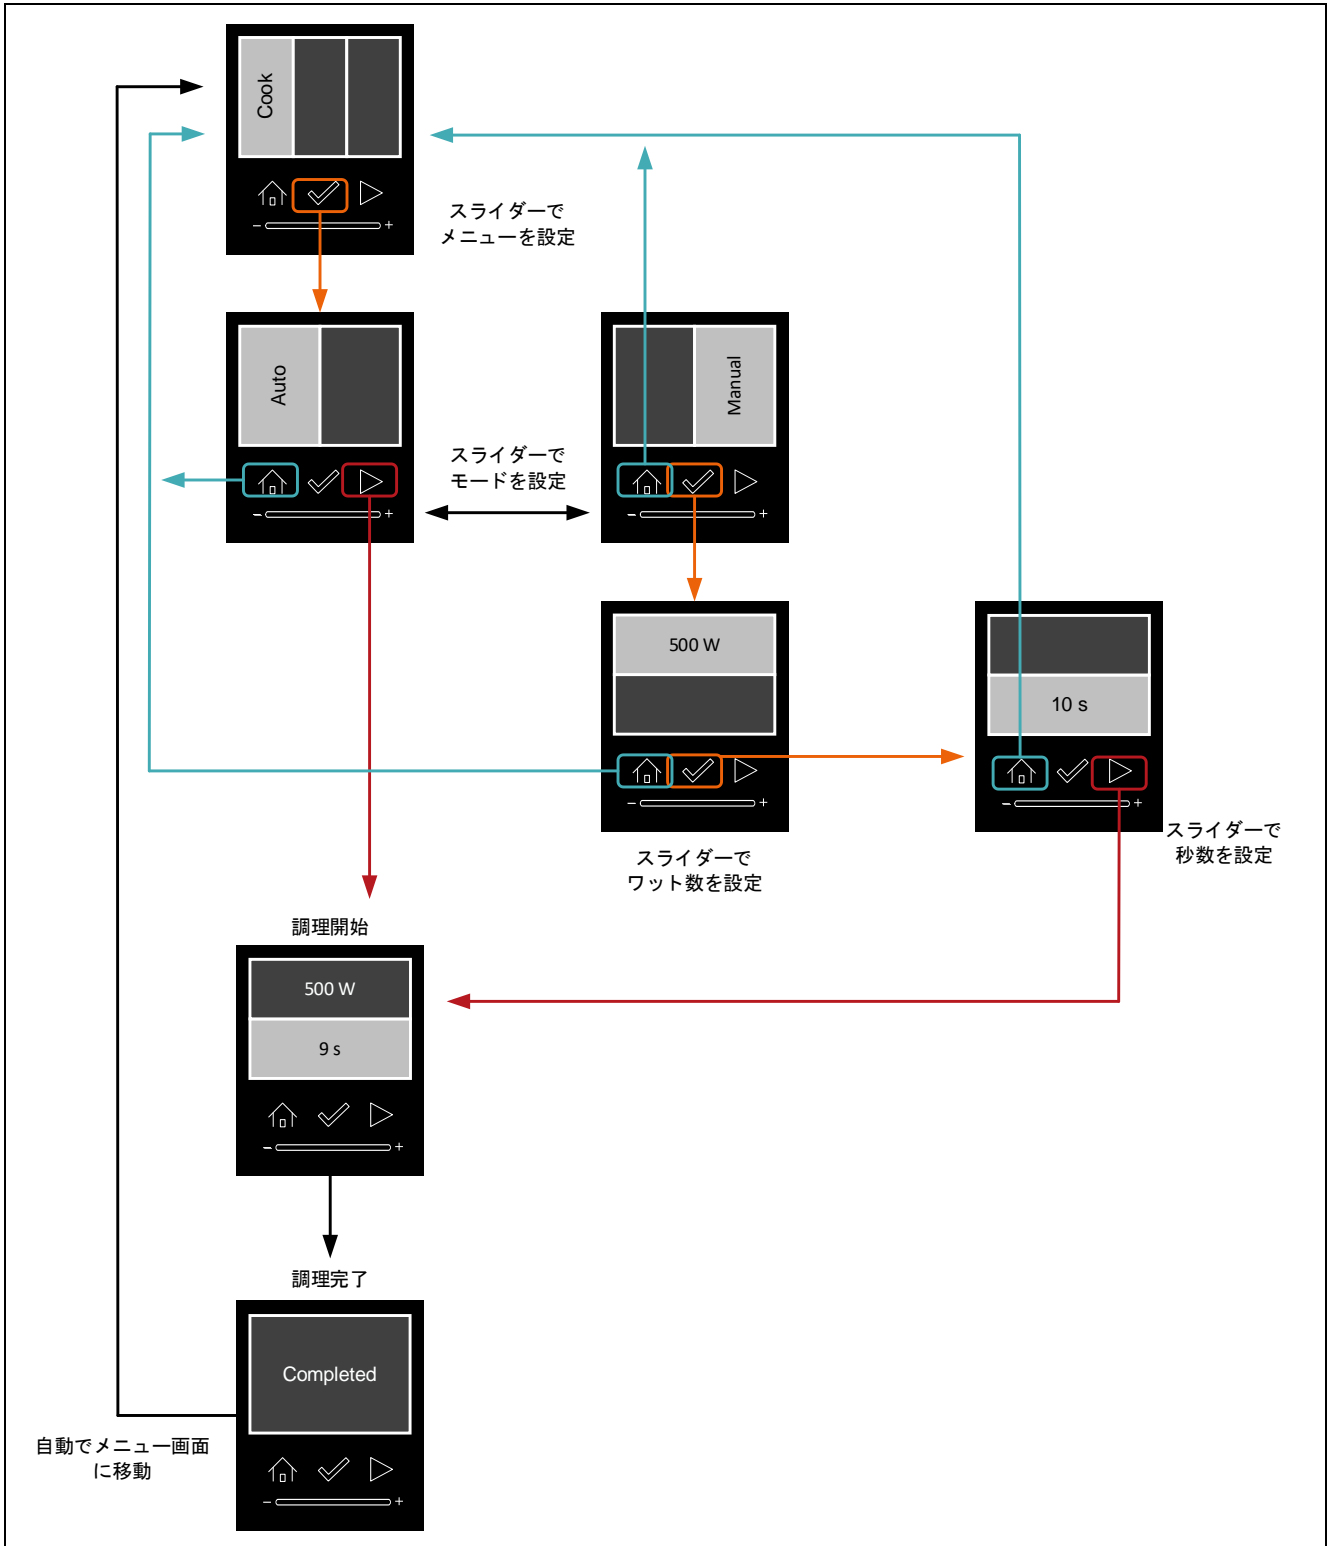 Cook
- +
スライダーで
メニューを設定
Auto
- +
スライダーで
モードを設定
Manual
- +
500 W
- +
スライダーで
ワット数を設定
10 s
- +
スライダーで
秒数を設定
調理開始
500 W
9 s
- +
調理完了
Completed
- +
自動でメニュー画面
に移動